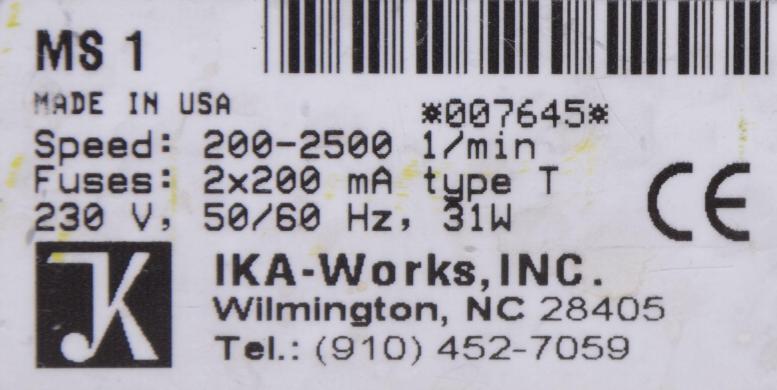 MS 1
MADE IN USA
*007645*
Speed: 200-2500 1/min
Fuses: 2x200 mA type T
230 V, 50/60 Hz, 31W
CE
IKA-Works,INC.
Wilmington, NC 28405
Tel.: (910) 452-7059